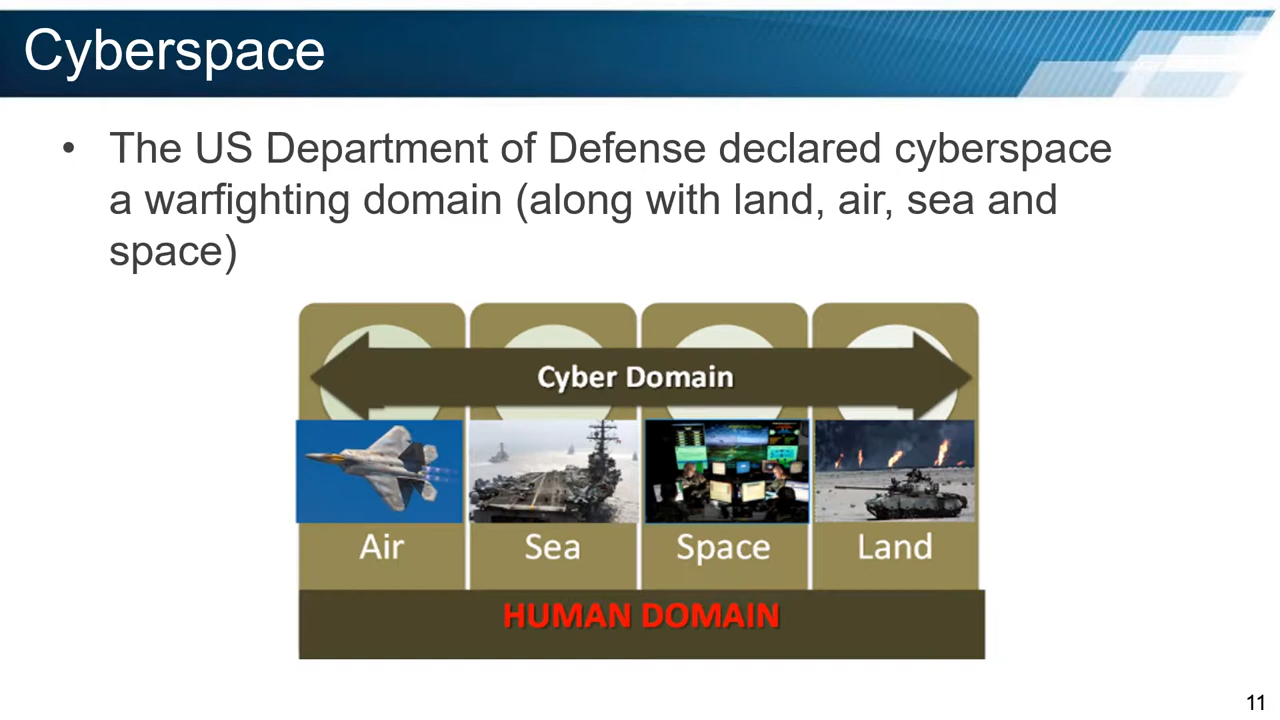 Cyberspace
• The US Department of Defense declared cyberspace
a warfighting domain (along with land, air, sea and
space)
Cyber Domain
Air Sea Space Land
HUMAN DOMAIN
11